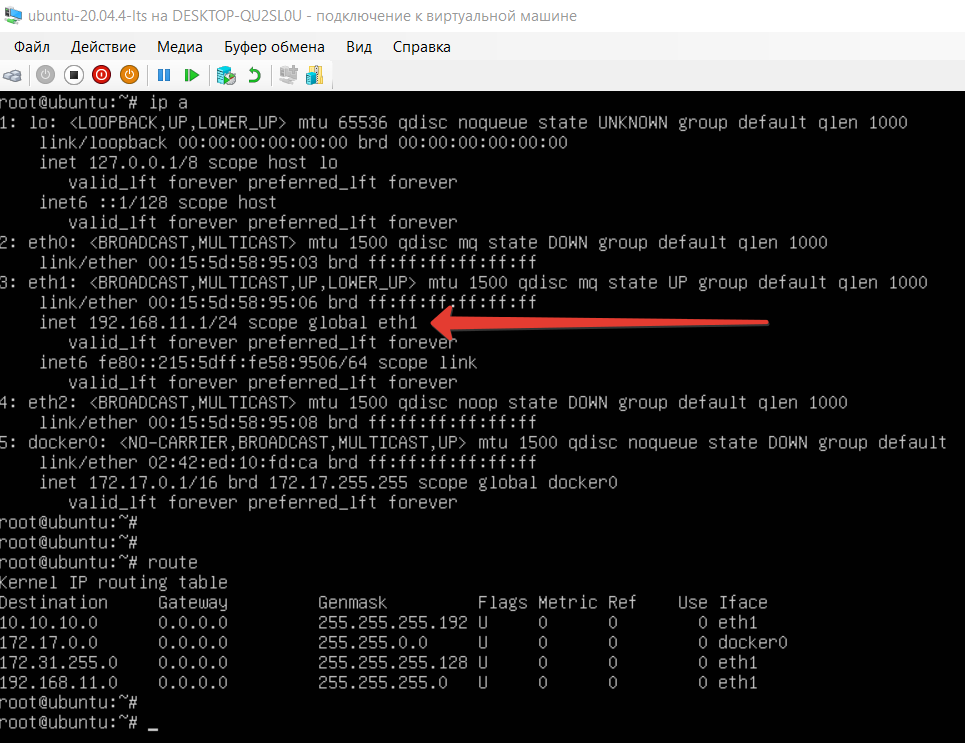 ubuntu-20.04.4-lts на DESKTOP-QU2SL0U - подключение к виртуальной машине
Файл Действие Медиа Буфер обмена Вид Справка
root@ubuntu:~# ip a
1: lo: <LOOPBACK,UP,LOWER_UP> mtu 65536 qdisc noqueue state UNKNOWN group default qlen 1000
link/loopback 00:00:00:00:00:00 brd 00:00:00:00:00:00
inet 127.0.0.1/8 scope host lo
valid_lft forever preferred_lft forever
inet6 ::1/128 scope host
valid_lft forever preferred_lft forever
2: eth0: <BROADCAST,MULTICAST> mtu 1500 qdisc mq state DOWN group default qlen 1000
link/ether 00:15:5d:58:95:03 brd ff:ff:ff:ff:ff:ff
3: eth1: <BROADCAST,MULTICAST,UP,LOWER_UP> mtu 1500 qdisc mq state UP group default qlen 1000
link/ether 00:15:5d:58:95:06 brd ff:ff:ff:ff:ff:ff
inet 192.168.11.1/24 scope global eth1
valid_lft forever preferred_lft forever
inet6 fe80::215:5dff:fe58:9506/64 scope link
valid_lft forever preferred_lft forever
4: eth2: <BROADCAST,MULTICAST> mtu 1500 qdisc noop state DOWN group default qlen 1000
link/ether 00:15:5d:58:95:08 brd ff:ff:ff:ff:ff:ff
5: docker0: <NO-CARRIER,BROADCAST,MULTICAST,UP> mtu 1500 qdisc noqueue state DOWN group default
link/ether 02:42:ed:10:fd:ca brd ff:ff:ff:ff:ff:ff
inet 172.17.0.1/16 brd 172.17.255.255 scope global docker0
valid_lft forever preferred_lft forever
root@ubuntu:~#
root@ubuntu:~#
root@ubuntu:~# route
Kernel IP routing table
Destination Gateway Genmask Flags Metric Ref Use Iface
10.10.10.0 0.0.0.0 255.255.255.192 U 0 0 0 eth1
172.17.0.0 0.0.0.0 255.255.0.0 U 0 0 0 docker0
172.31.255.0 0.0.0.0 255.255.255.128 U 0 0 0 eth1
192.168.11.0 0.0.0.0 255.255.255.0 U 0 0 0 eth1
root@ubuntu:~#
root@ubuntu:~# _